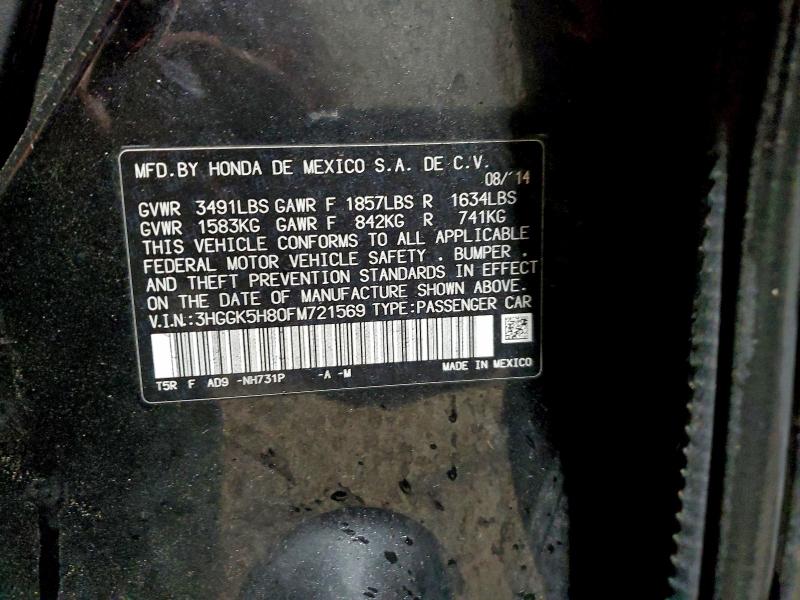 MFD.BY HONDA DE MEXICO S.A. DE C.V.
08/'14
GVWR 3491LBS GAWR F 1857LBS R 1634LBS
GVWR 1583KG GAWR F 842KG R 741KG
THIS VEHICLE CONFORMS TO ALL APPLICABLE
FEDERAL MOTOR VEHICLE SAFETY . BUMPER .
AND THEFT PREVENTION STANDARDS IN EFFECT
ON THE DATE OF MANUFACTURE SHOWN ABOVE.
V.I.N.:3HGGK5H80FM721569 TYPE:PASSENGER CAR
T5R F AD9 -NH731P -A -M
MADE IN MEXICO